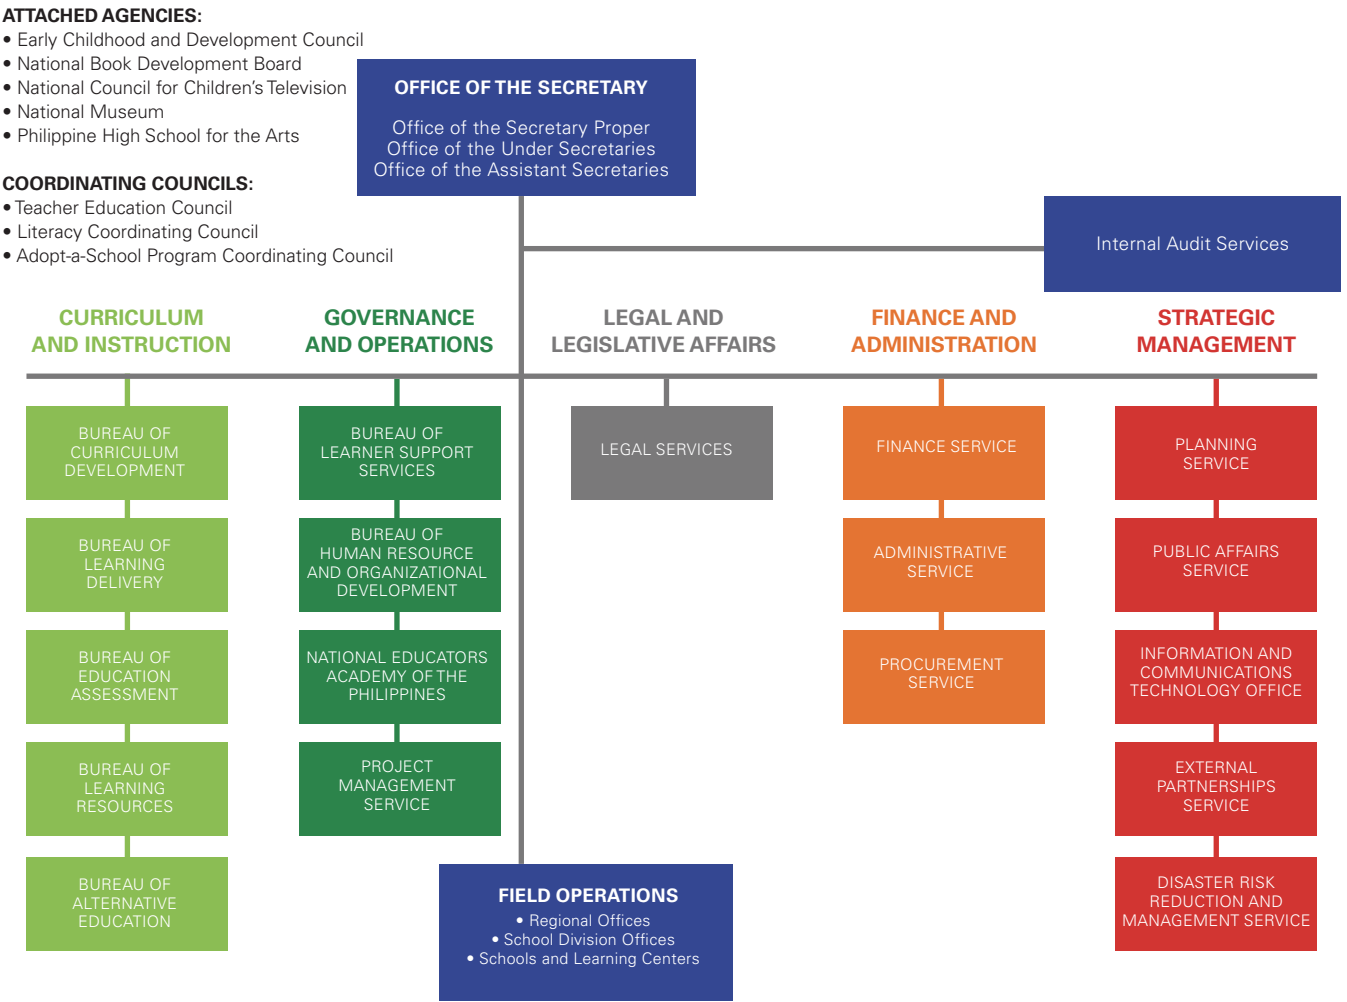 ATTACHED AGENCIES:
• Early Childhood and Development Council
• National Book Development Board
• National Council for Children's Television
• National Museum
• Philippine High School for the Arts
COORDINATING COUNCILS:
• Teacher Education Council
• Literacy Coordinating Council
• Adopt-a-School Program Coordinating Council
OFFICE OF THE SECRETARY
Office of the Secretary Proper
Office of the Under Secretaries
Office of the Assistant Secretaries
Internal Audit Services
CURRICULUM
AND INSTRUCTION
BUREAU OF
CURRICULUM
DEVELOPMENT
BUREAU OF
LEARNING
DELIVERY
BUREAU OF
EDUCATION
ASSESSMENT
BUREAU OF
LEARNING
RESOURCES
BUREAU OF
ALTERNATIVE
EDUCATION
GOVERNANCE
AND OPERATIONS
BUREAU OF
LEARNER SUPPORT
SERVICES
BUREAU OF
HUMAN RESOURCE
AND ORGANIZATIONAL
DEVELOPMENT
NATIONAL EDUCATORS
ACADEMY OF THE
PHILIPPINES
PROJECT
MANAGEMENT
SERVICE
LEGAL AND
LEGISLATIVE AFFAIRS
LEGAL SERVICES
FINANCE AND
ADMINISTRATION
FINANCE SERVICE
ADMINISTRATIVE
SERVICE
PROCUREMENT
SERVICE
STRATEGIC
MANAGEMENT
PLANNING
SERVICE
PUBLIC AFFAIRS
SERVICE
INFORMATION AND
COMMUNICATIONS
TECHNOLOGY OFFICE
EXTERNAL
PARTNERSHIPS
SERVICE
DISASTER RISK
REDUCTION AND
MANAGEMENT SERVICE
FIELD OPERATIONS
• Regional Offices
• School Division Offices
• Schools and Learning Centers